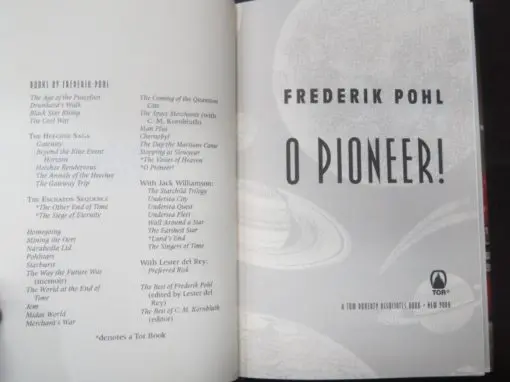 BOOKS BY FREDERIK POHL
The Age of the Pussyfoot
Drunkard's Walk
Black Star Rising
The Cool War
THE HEECHEE SAGA
Gateway
Beyond the Blue Event
Horizon
Heechee Rendezvous
The Annals of the Heechee
The Gateway Trip
THE ESCHATON SEQUENCE
*The Other End of Time
*The Siege of Eternity
Homegoing
Mining the Oort
Narabedla Ltd.
Pohlstars
Starburst
The Way the Future Was
(memoir)
The World at the End of
Time
Jem
Midas World
Merchant's War
The Coming of the Quantum
Cats
The Space Merchants (with
C. M. Kornbluth)
Man Plus
Chernobyl
The Day the Martians Came
Stopping at Slowyear
*The Voices of Heaven
*O Pioneer!
With Jack Williamson:
The Starchild Trilogy
Undersea City
Undersea Quest
Undersea Fleet
Wall Around a Star
The Farthest Star
*Land's End
The Singers of Time
With Lester del Rey:
Preferred Risk
The Best of Frederik Pohl
(edited by Lester del
Rey)
The Best of C. M. Kornbluth
(editor)
*denotes a Tor Book
FREDERIK POHL
O PIONEER!
TOR®
A TOM DOHERTY ASSOCIATES BOOK • NEW YORK